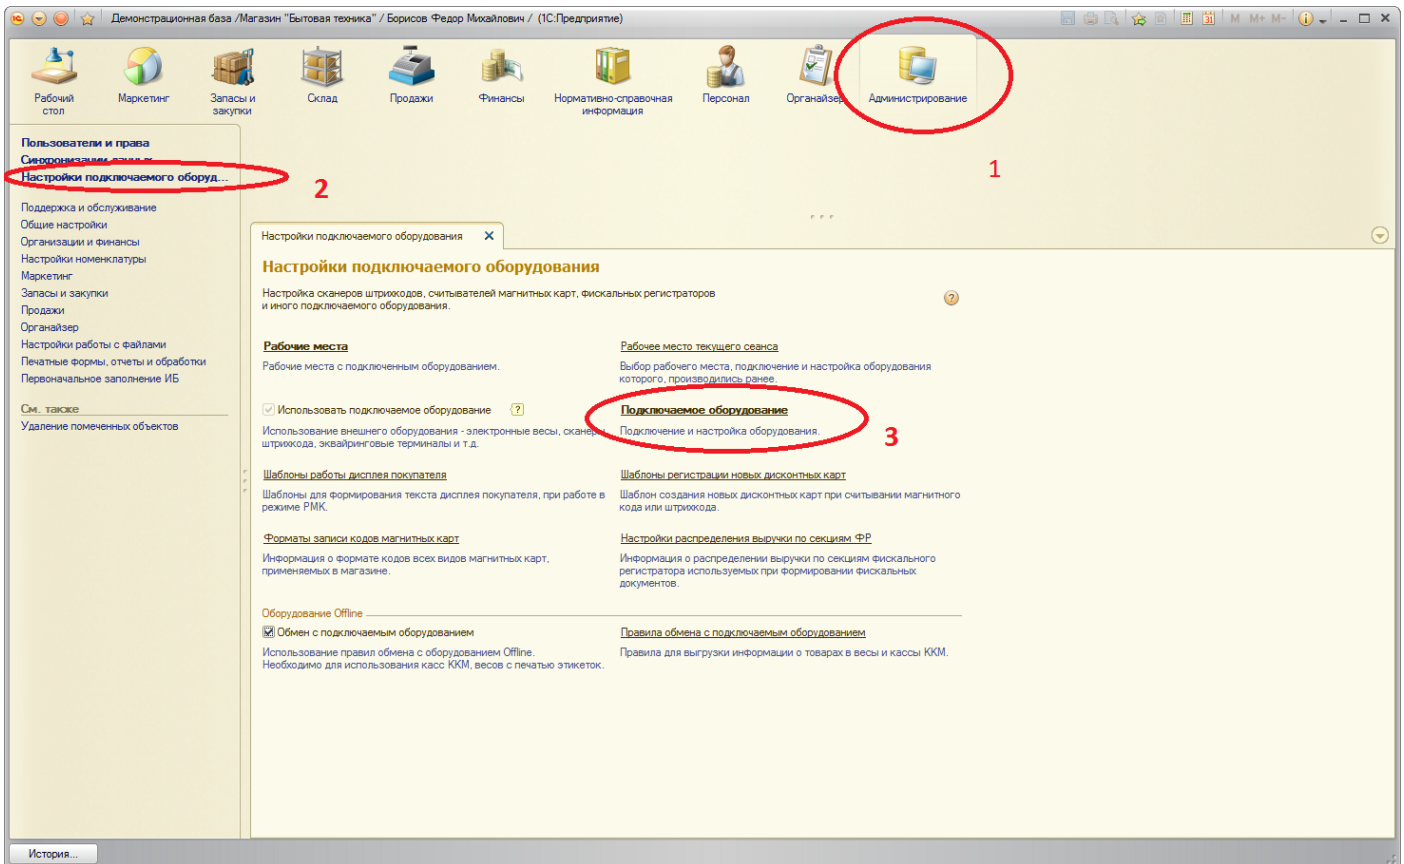 Демонстрационная база /Магазин "Бытовая техника" / Борисов Федор Михайлович / (1С:Предприятие)
M M+ M-
Рабочий стол
Маркетинг
Запасы и закупки
Склад
Продажи
Финансы
Нормативно-справочная информация
Персонал
Органайзер
Администрирование
1
Пользователи и права
Синхронизации данных
Настройки подключаемого оборуд...
2
Поддержка и обслуживание
Общие настройки
Организации и финансы
Настройки номенклатуры
Маркетинг
Запасы и закупки
Продажи
Органайзер
Настройки работы с файлами
Печатные формы, отчеты и обработки
Первоначальное заполнение ИБ
См. также
Удаление помеченных объектов
Настройки подключаемого оборудования
Настройки подключаемого оборудования
Настройка сканеров штрихкодов, считывателей магнитных карт, фискальных регистраторов
и иного подключаемого оборудования.
Рабочие места
Рабочие места с подключенным оборудованием.
Рабочее место текущего сеанса
Выбор рабочего места, подключение и настройка оборудования
которого, производились ранее.
Использовать подключаемое оборудование
Использование внешнего оборудования - электронные весы, сканеры
штрихкода, эквайринговые терминалы и т.д.
Подключаемое оборудование
Подключение и настройка оборудования.
3
Шаблоны работы дисплея покупателя
Шаблоны для формирования текста дисплея покупателя, при работе в
режиме РМК.
Шаблоны регистрации новых дисконтных карт
Шаблон создания новых дисконтных карт при считывании магнитного
кода или штрихкода.
Форматы записи кодов магнитных карт
Информация о формате кодов всех видов магнитных карт,
применяемых в магазине.
Настройки распределения выручки по секциям ФР
Информация о распределении выручки по секциям фискального
регистратора используемых при формировании фискальных
документов.
Оборудование Offline
Обмен с подключаемым оборудованием
Использование правил обмена с оборудованием Offline.
Необходимо для использования касс ККМ, весов с печатью этикеток.
Правила обмена с подключаемым оборудованием
Правила для выгрузки информации о товарах в весы и кассы ККМ.
История...